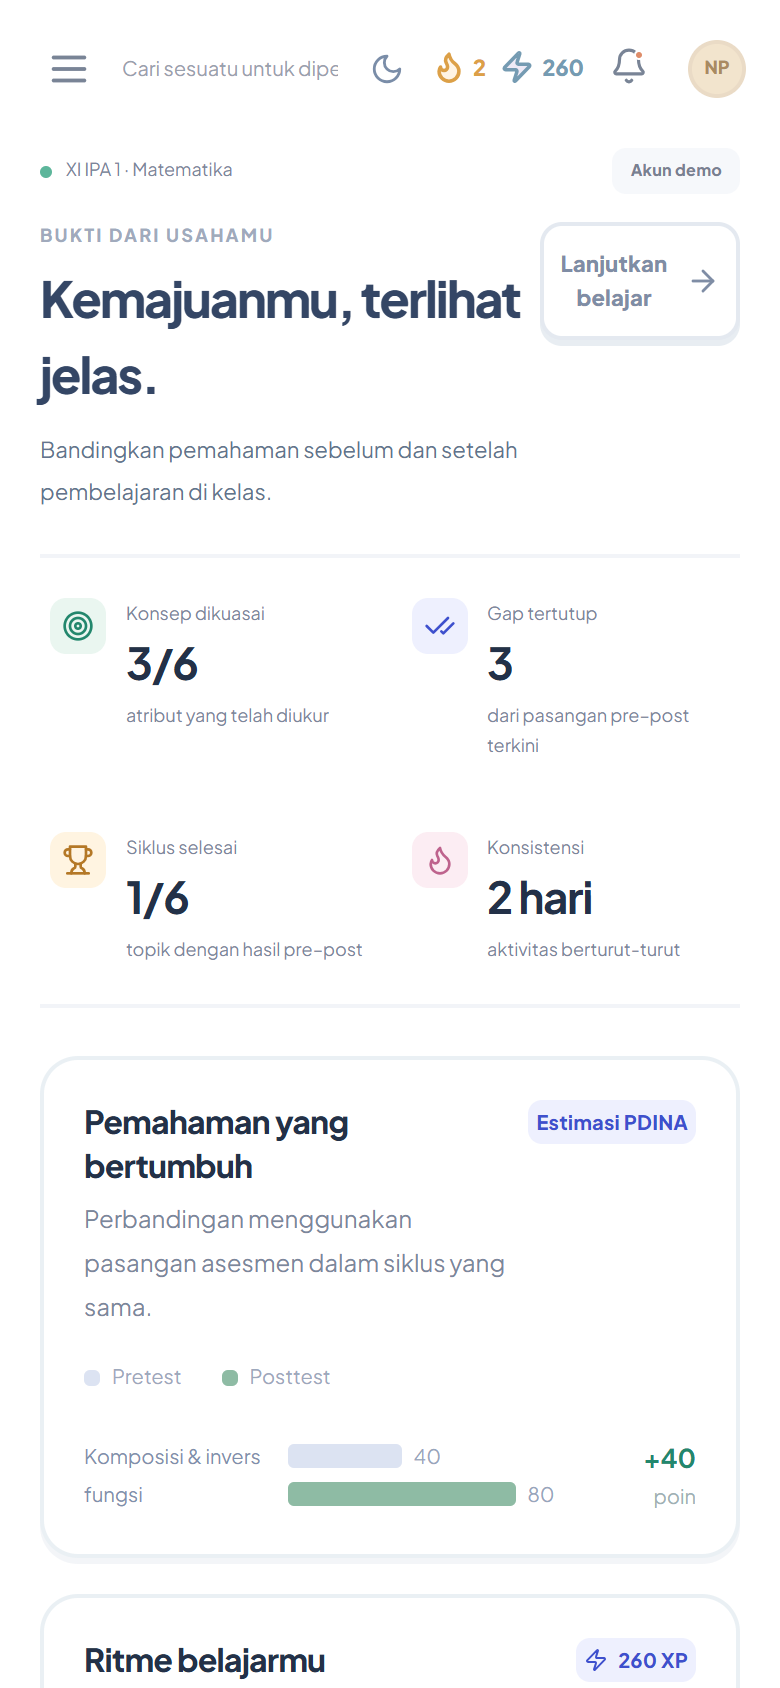 Cari sesuatu untuk dipe
2
260
NP
XI IPA 1 · Matematika
Akun demo
BUKTI DARI USAHAMU
Kemajuanmu, terlihat
jelas.
Lanjutkan
belajar
Bandingkan pemahaman sebelum dan setelah
pembelajaran di kelas.
Konsep dikuasai
3/6
atribut yang telah diukur
Gap tertutup
3
dari pasangan pre–post
terkini
Siklus selesai
1/6
topik dengan hasil pre–post
Konsistensi
2 hari
aktivitas berturut-turut
Pemahaman yang
bertumbuh
Estimasi PDINA
Perbandingan menggunakan
pasangan asesmen dalam siklus yang
sama.
Pretest
Posttest
Komposisi & invers
fungsi
40
80
+40
poin
Ritme belajarmu
260 XP